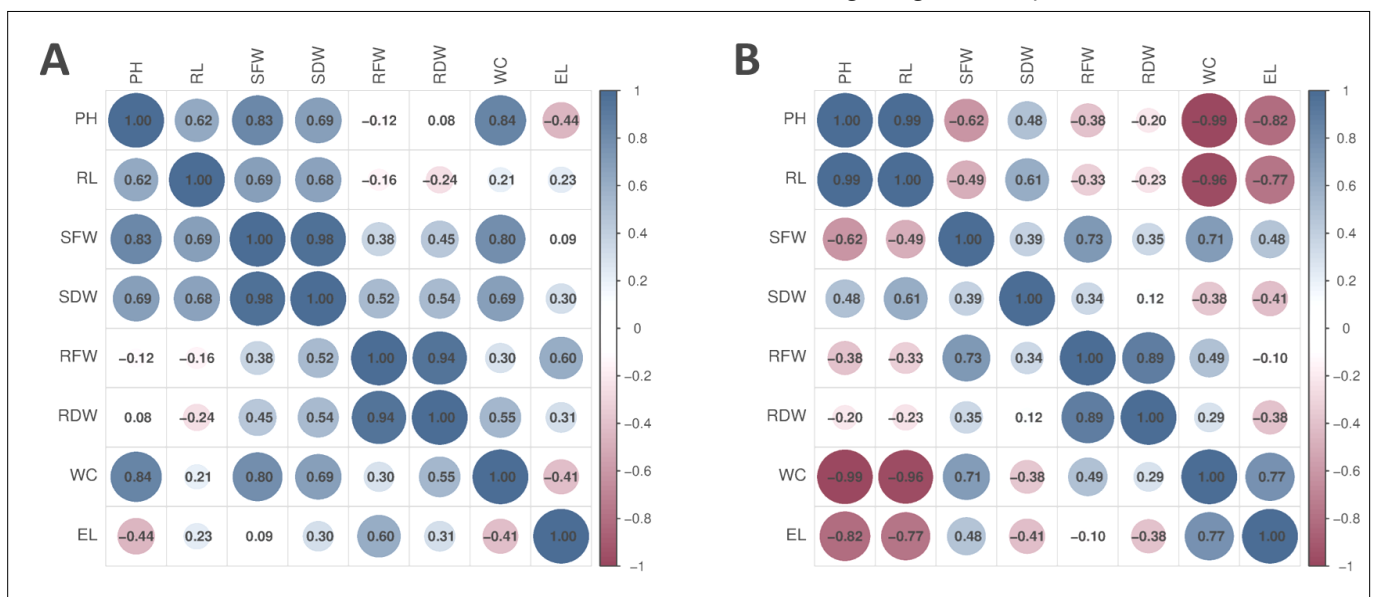 A
PH RL SFW SDW RFW RDW WC EL
PH 1.00 0.62 0.83 0.69 −0.12 0.08 0.84 −0.44
RL 0.62 1.00 0.69 0.68 −0.16 −0.24 0.21 0.23
SFW 0.83 0.69 1.00 0.98 0.38 0.45 0.80 0.09
SDW 0.69 0.68 0.98 1.00 0.52 0.54 0.69 0.30
RFW −0.12 −0.16 0.38 0.52 1.00 0.94 0.30 0.60
RDW 0.08 −0.24 0.45 0.54 0.94 1.00 0.55 0.31
WC 0.84 0.21 0.80 0.69 0.30 0.55 1.00 −0.41
EL −0.44 0.23 0.09 0.30 0.60 0.31 −0.41 1.00
1
0.8
0.6
0.4
0.2
0
−0.2
−0.4
−0.6
−0.8
−1
B
PH RL SFW SDW RFW RDW WC EL
PH 1.00 0.99 −0.62 0.48 −0.38 −0.20 −0.99 −0.82
RL 0.99 1.00 −0.49 0.61 −0.33 −0.23 −0.96 −0.77
SFW −0.62 −0.49 1.00 0.39 0.73 0.35 0.71 0.48
SDW 0.48 0.61 0.39 1.00 0.34 0.12 −0.38 −0.41
RFW −0.38 −0.33 0.73 0.34 1.00 0.89 0.49 −0.10
RDW −0.20 −0.23 0.35 0.12 0.89 1.00 0.29 −0.38
WC −0.99 −0.96 0.71 −0.38 0.49 0.29 1.00 0.77
EL −0.82 −0.77 0.48 −0.41 −0.10 −0.38 0.77 1.00
1
0.8
0.6
0.4
0.2
0
−0.2
−0.4
−0.6
−0.8
−1